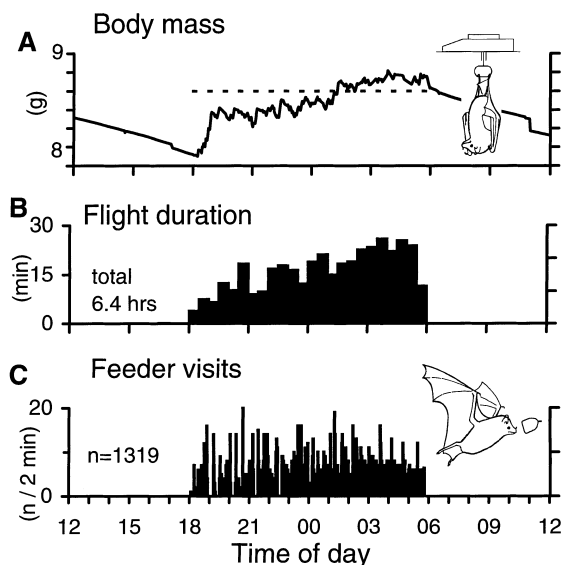 A
Body mass
9
(g)
8
B
Flight duration
30
(min)
15
0
total
6.4 hrs
C
Feeder visits
20
(n / 2 min)
0
n=1319
12 15 18 21 00 03 06 09 12
Time of day